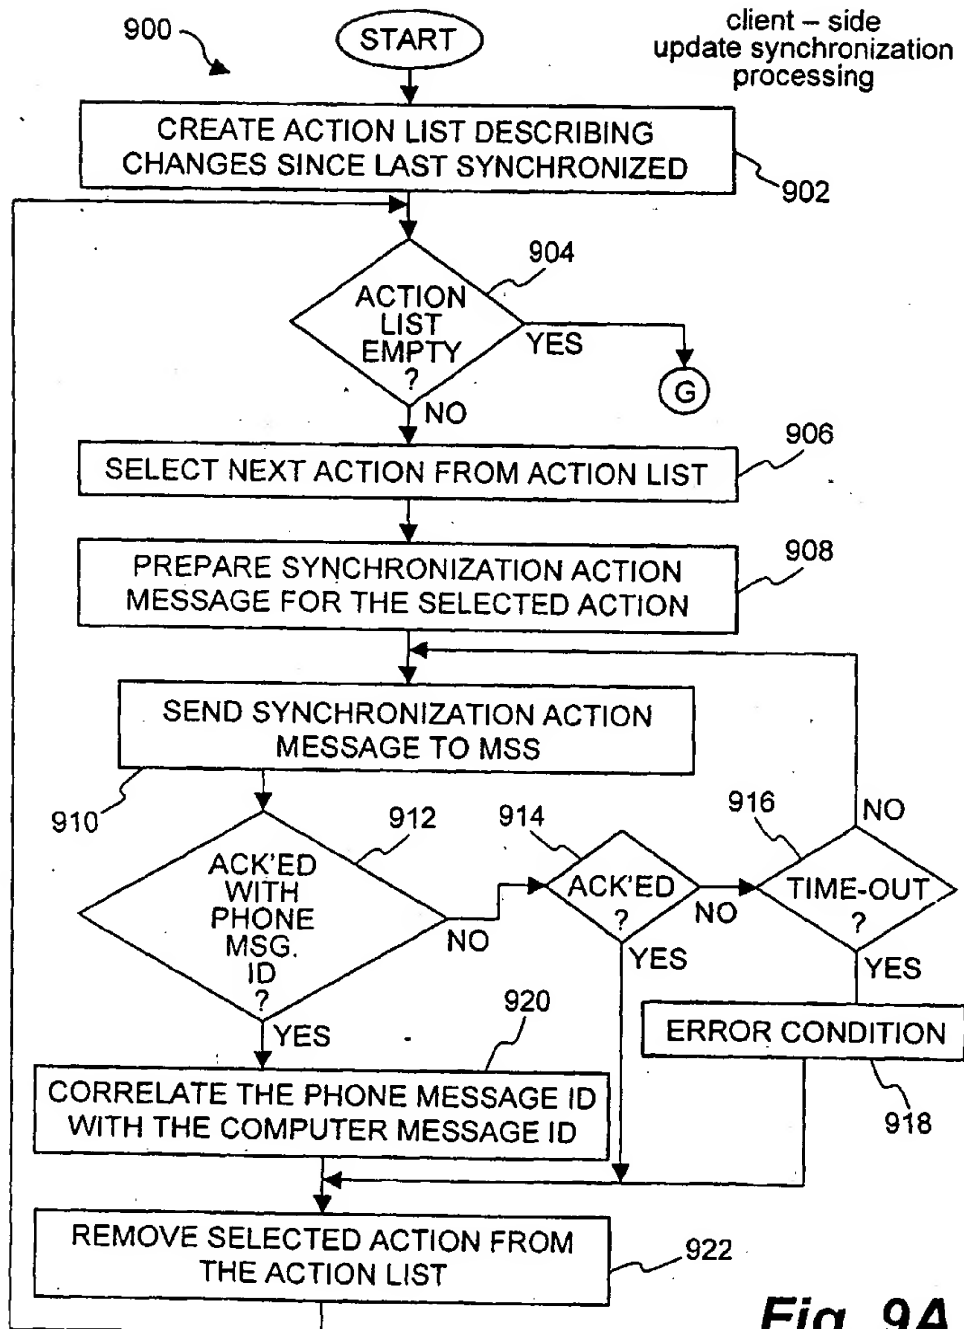 900
START
client – side
update synchronization
processing
CREATE ACTION LIST DESCRIBING
CHANGES SINCE LAST SYNCHRONIZED
902
904
ACTION
LIST
EMPTY
?
YES
G
NO
906
SELECT NEXT ACTION FROM ACTION LIST
908
PREPARE SYNCHRONIZATION ACTION
MESSAGE FOR THE SELECTED ACTION
SEND SYNCHRONIZATION ACTION
MESSAGE TO MSS
910
912
914
916
NO
ACK'ED
WITH
PHONE
MSG.
ID
?
NO
ACK'ED
?
NO
TIME-OUT
?
YES
YES
YES
920
ERROR CONDITION
918
CORRELATE THE PHONE MESSAGE ID
WITH THE COMPUTER MESSAGE ID
REMOVE SELECTED ACTION FROM
THE ACTION LIST
922
Fig. 9A